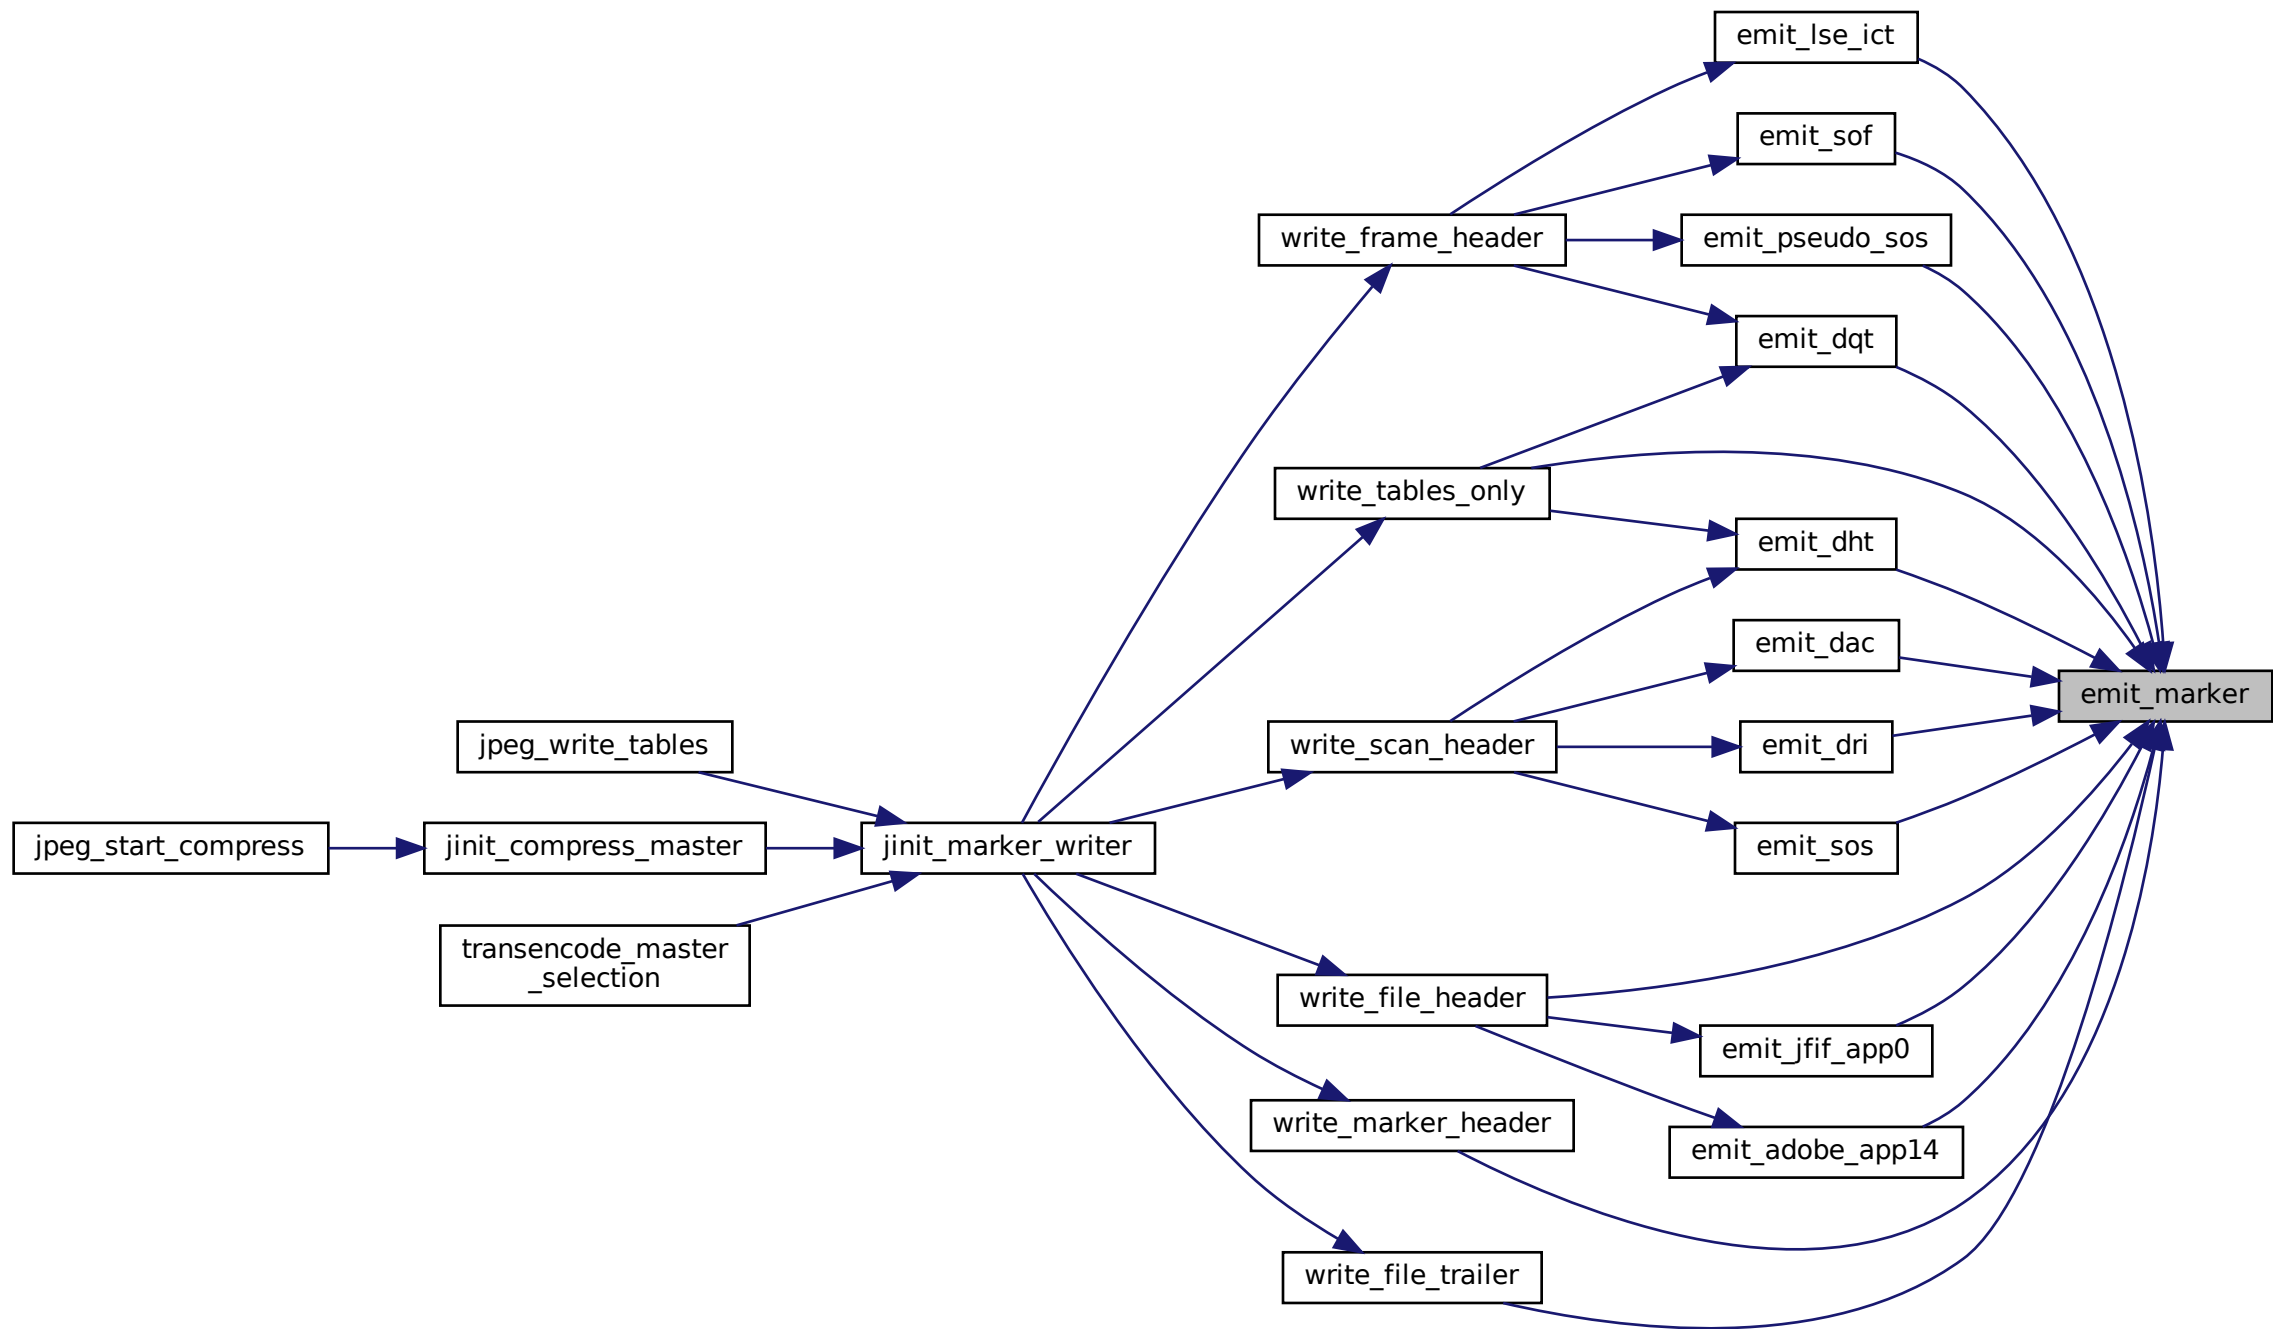 emit_lse_ict
emit_sof
write_frame_header
emit_pseudo_sos
emit_dqt
write_tables_only
emit_dht
emit_dac
emit_marker
jpeg_write_tables
write_scan_header
emit_dri
jpeg_start_compress
jinit_compress_master
jinit_marker_writer
emit_sos
transencode_master
_selection
write_file_header
emit_jfif_app0
write_marker_header
emit_adobe_app14
write_file_trailer